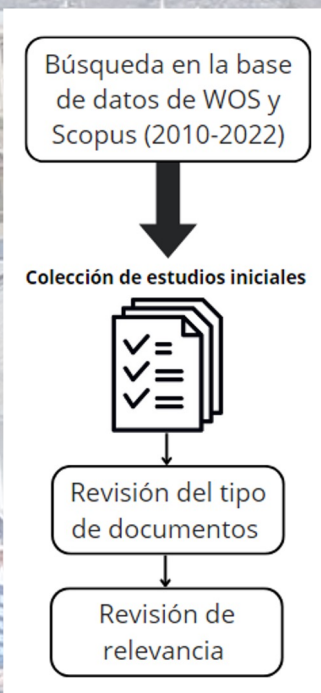 Búsqueda en la base
de datos de WOS y
Scopus (2010-2022)
Colección de estudios iniciales
Revisión del tipo
de documentos
Revisión de
relevancia